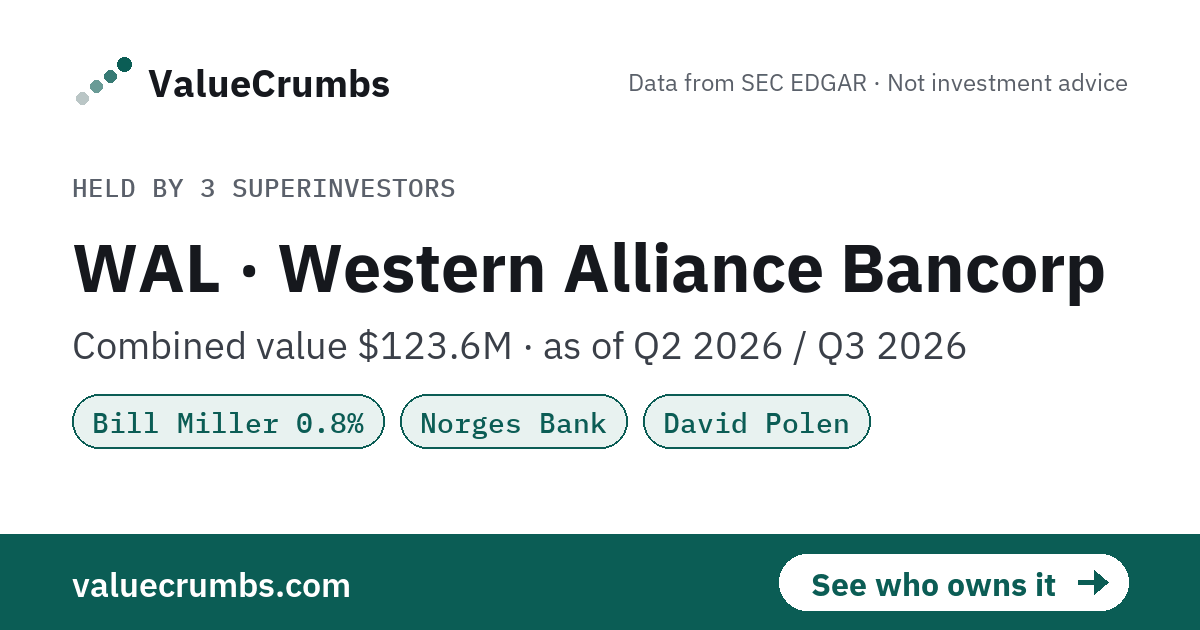 ValueCrumbs
Data from SEC EDGAR · Not investment advice
HELD BY 3 SUPERINVESTORS
WAL · Western Alliance Bancorp
Combined value $123.6M · as of Q2 2026 / Q3 2026
Bill Miller 0.8%
Norges Bank
David Polen
valuecrumbs.com
See who owns it →